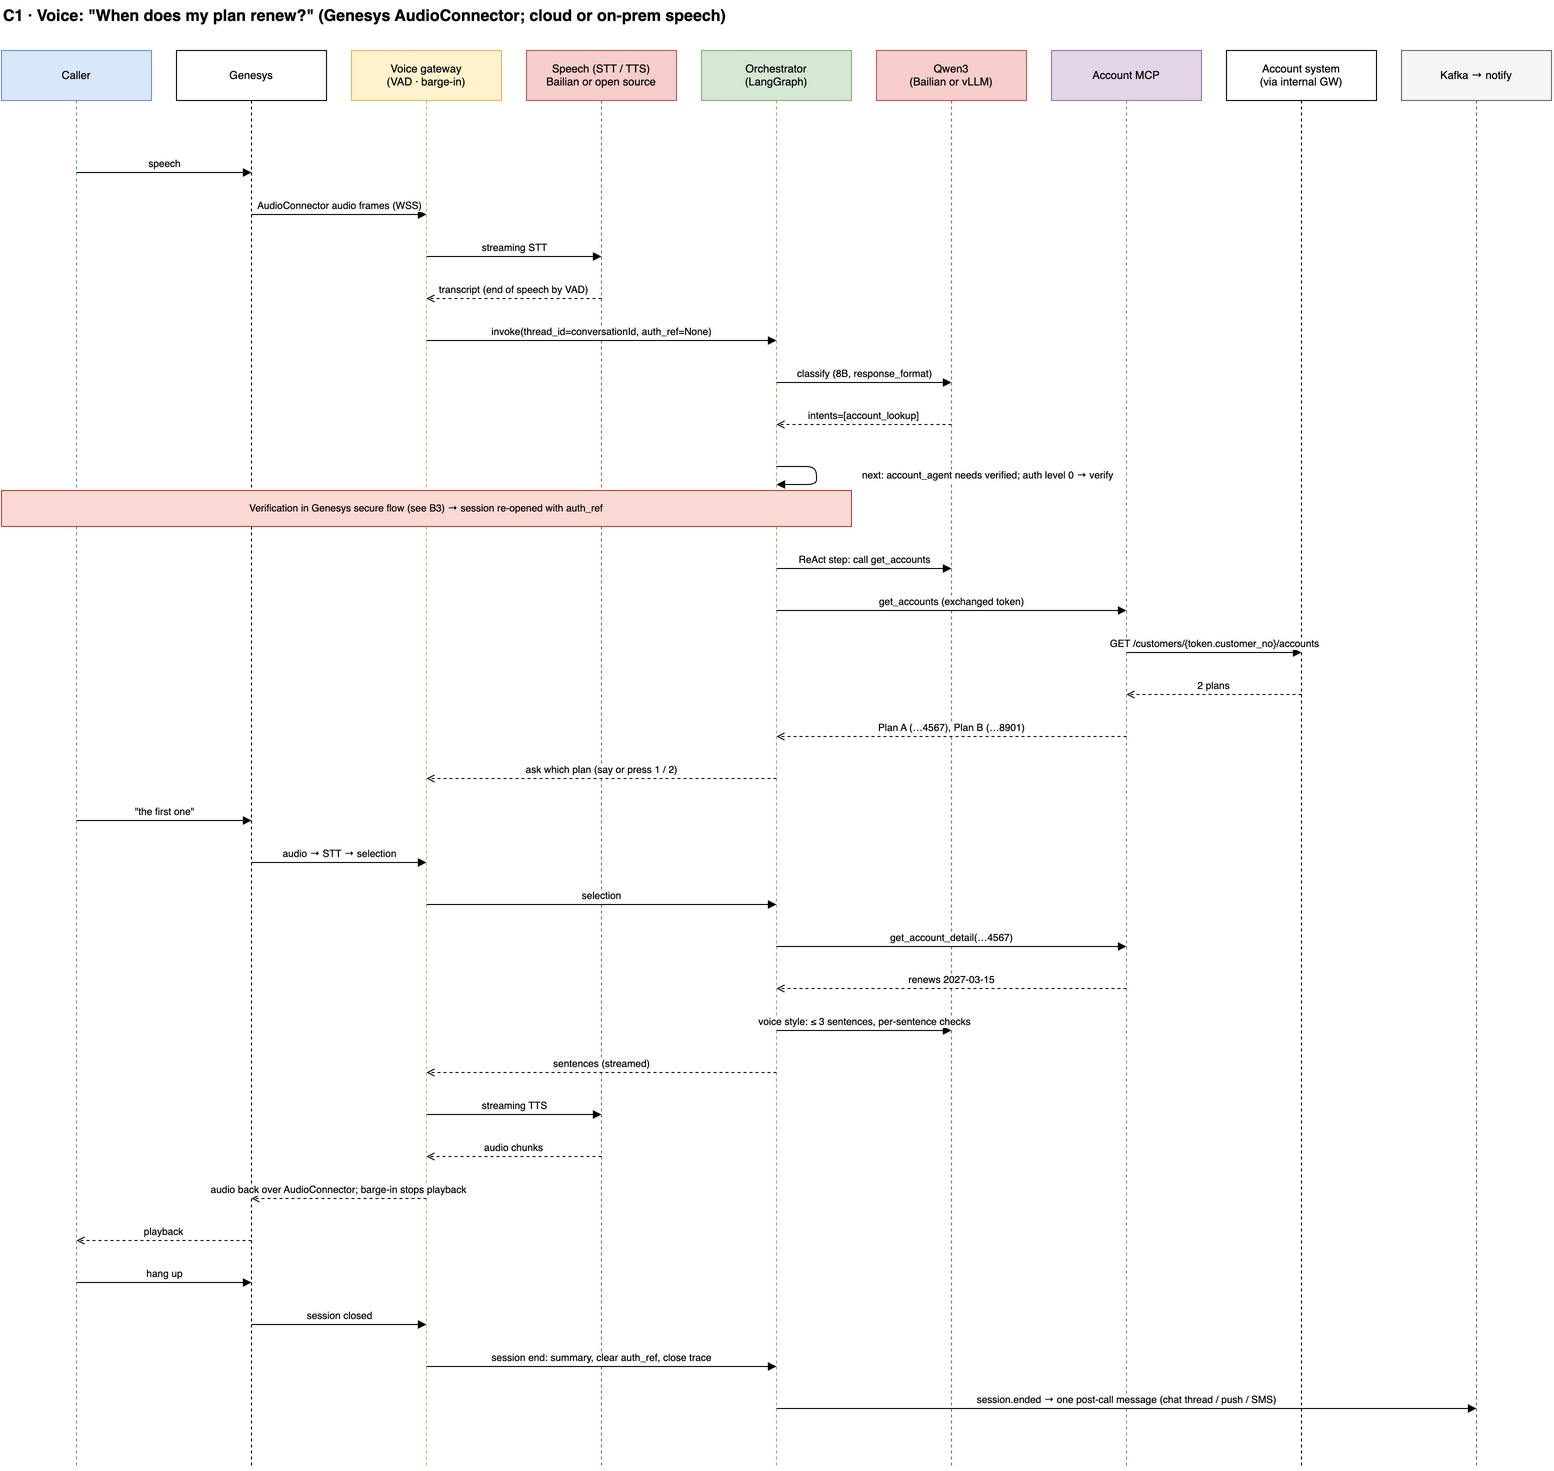 C1 · Voice: "When does my plan renew?" (Genesys AudioConnector; cloud or on-prem speech)
Caller
Genesys
Voice gateway
(VAD · barge-in)
Speech (STT / TTS)
Bailian or open source
Orchestrator
(LangGraph)
Qwen3
(Bailian or vLLM)
Account MCP
Account system
(via internal GW)
Kafka → notify
speech
AudioConnector audio frames (WSS)
streaming STT
transcript (end of speech by VAD)
invoke(thread_id=conversationId, auth_ref=None)
classify (8B, response_format)
intents=[account_lookup]
next: account_agent needs verified; auth level 0 → verify
Verification in Genesys secure flow (see B3) → session re-opened with auth_ref
ReAct step: call get_accounts
get_accounts (exchanged token)
GET /customers/{token.customer_no}/accounts
2 plans
Plan A (…4567), Plan B (…8901)
ask which plan (say or press 1 / 2)
"the first one"
audio → STT → selection
selection
get_account_detail(…4567)
renews 2027-03-15
voice style: ≤ 3 sentences, per-sentence checks
sentences (streamed)
streaming TTS
audio chunks
audio back over AudioConnector; barge-in stops playback
playback
hang up
session closed
session end: summary, clear auth_ref, close trace
session.ended → one post-call message (chat thread / push / SMS)